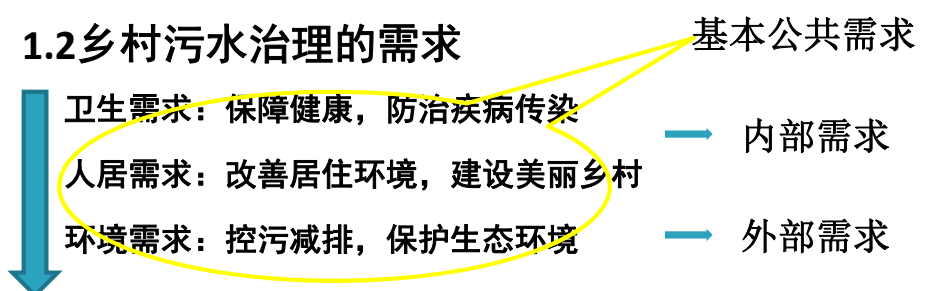 1.2乡村污水治理的需求
基本公共需求
卫生需求：保障健康，防治疾病传染
内部需求
人居需求：改善居住环境，建设美丽乡村
环境需求：控污减排，保护生态环境
外部需求